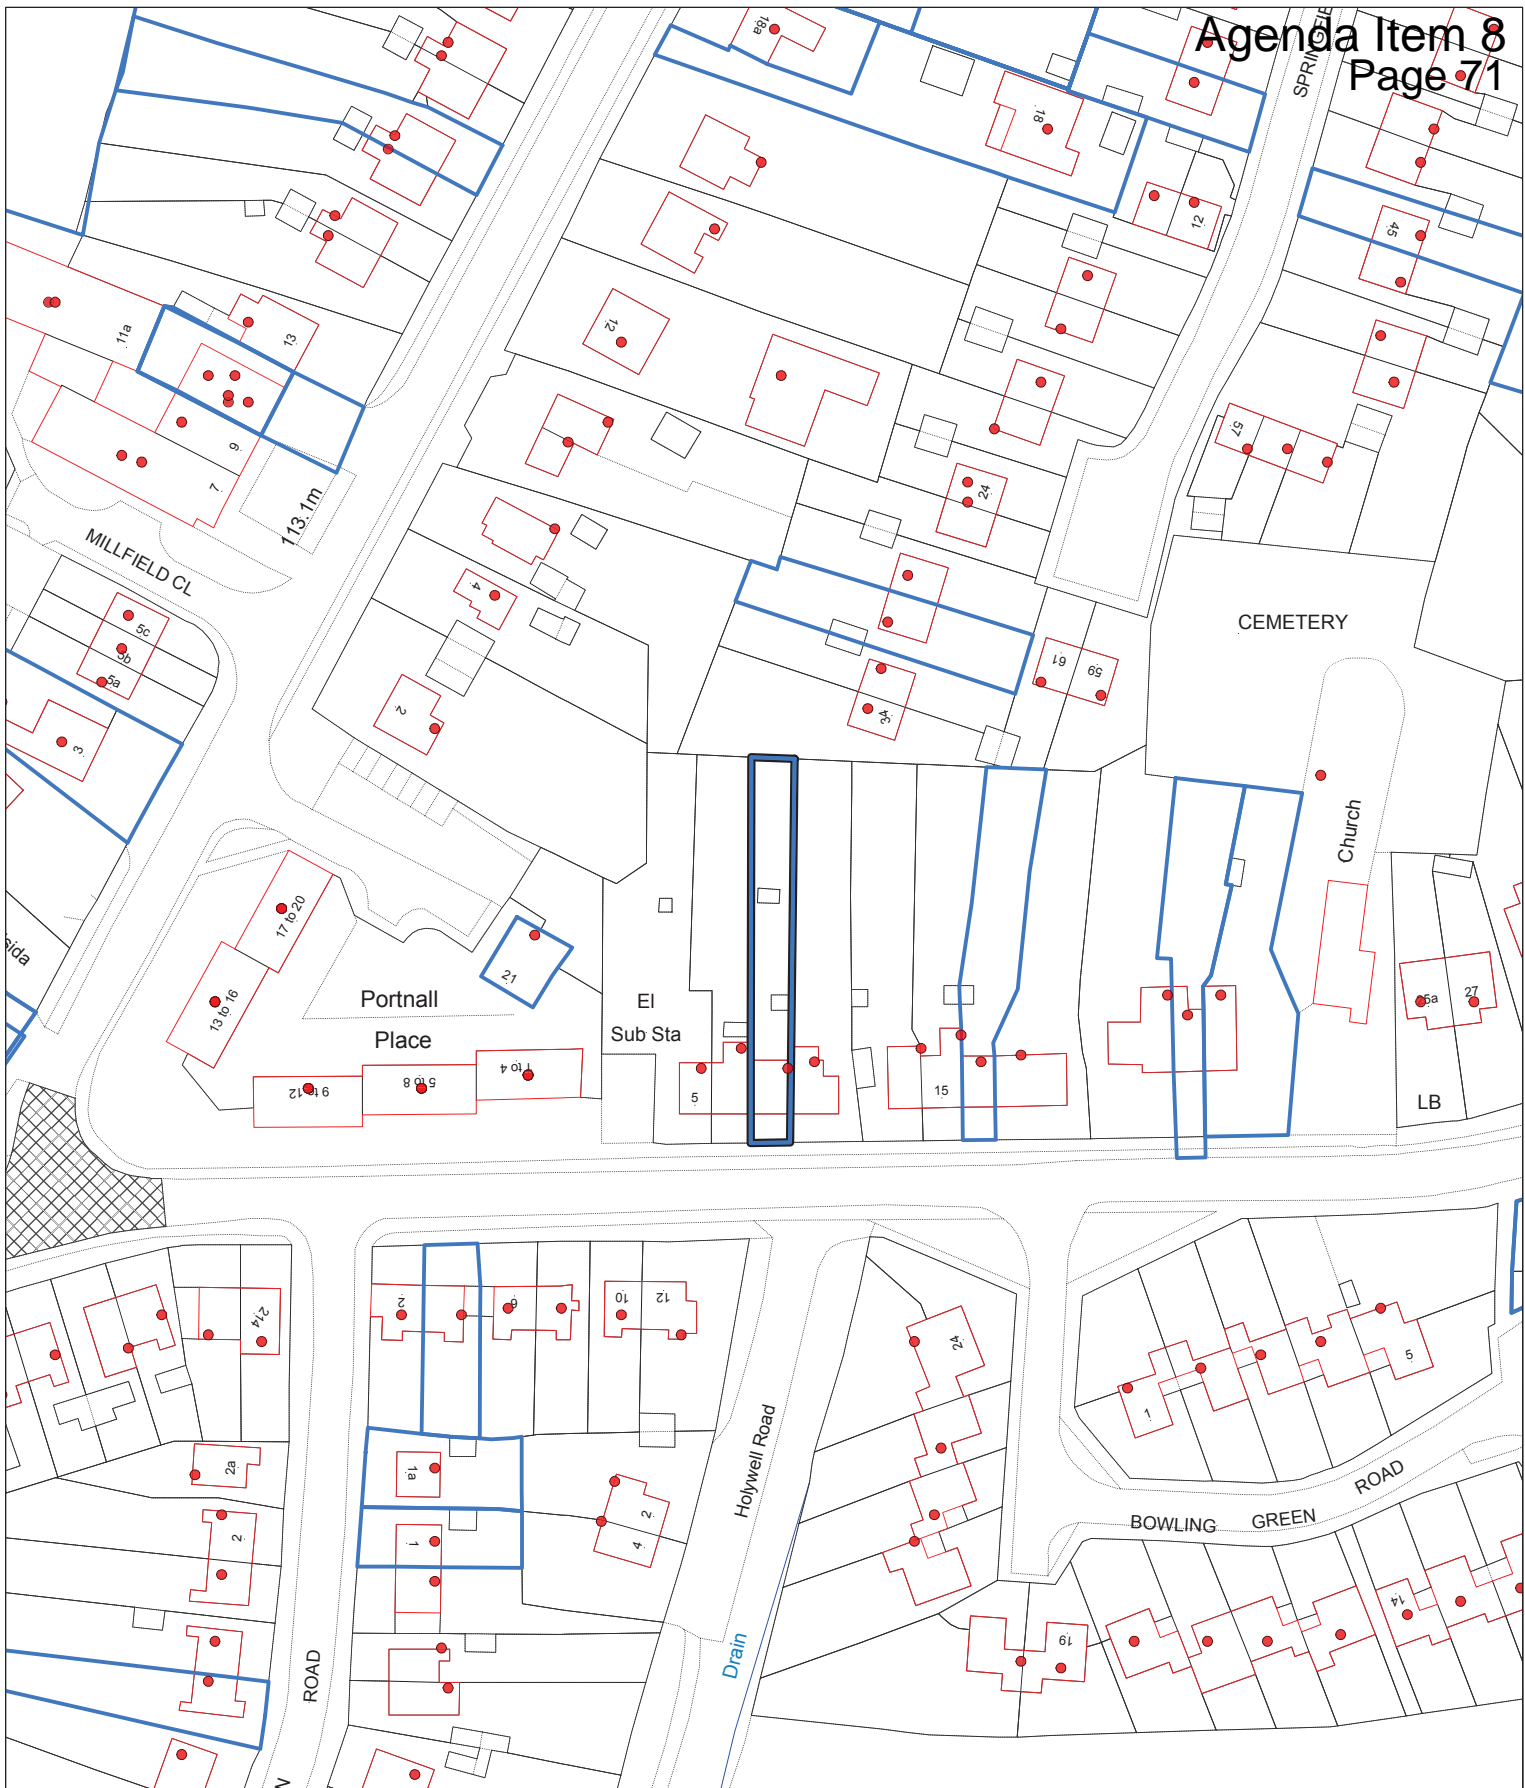 Agenda Item 8
Page 71
18a
SPRINGFIE
18
12
45
12
13
11a
9
7
57
24
113.1m
MILLFIELD CL
4
5c
5b
5a
CEMETERY
61
59
2
34
3
Church
17 to 20
sida
21
El
Sub Sta
Portnall
Place
25a
27
13 to 16
1 to 4
5 to 8
9 to 12
5
15
LB
214
2
6
10
12
24
5
1
2a
1a
Holywell Road
2
2
4
1
BOWLING
GREEN
ROAD
14
19
Drain
ROAD
N